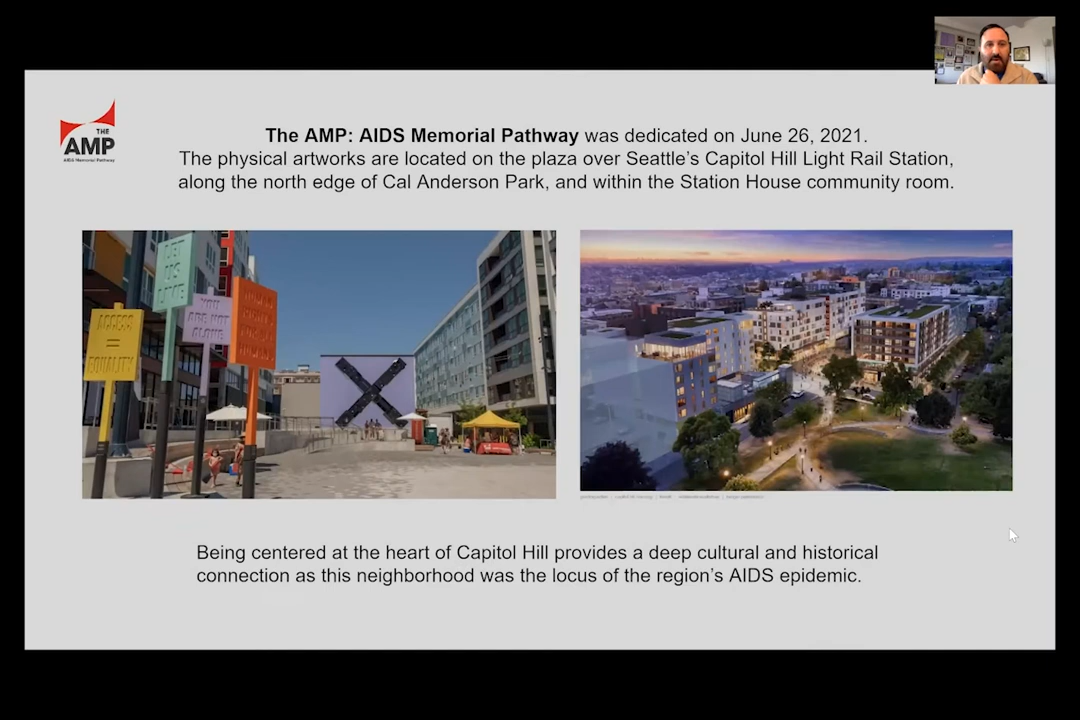 THE
AMP
AIDS Memorial Pathway
The AMP: AIDS Memorial Pathway was dedicated on June 26, 2021.
The physical artworks are located on the plaza over Seattle's Capitol Hill Light Rail Station,
along the north edge of Cal Anderson Park, and within the Station House community room.
LET
US
LIVE
YOU
ARE NOT
ALONE
ACCESS
=
EQUALITY
Being centered at the heart of Capitol Hill provides a deep cultural and historical
connection as this neighborhood was the locus of the region's AIDS epidemic.